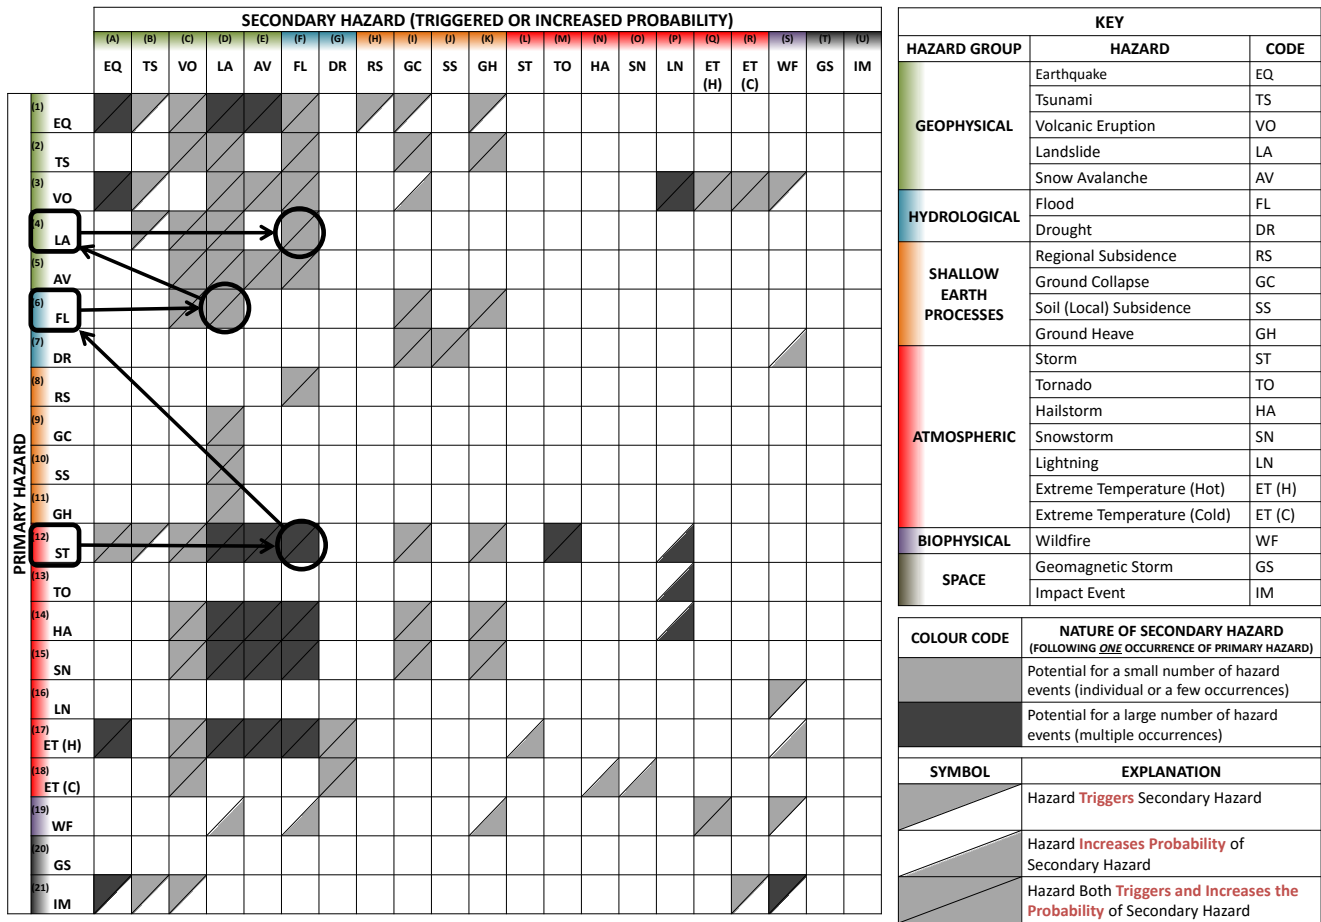 SECONDARY HAZARD (TRIGGERED OR INCREASED PROBABILITY)
(A) (B) (C) (D) (E) (F) (G) (H) (I) (J) (K) (L) (M) (N) (O) (P) (Q) (R) (S) (T) (U)
EQ TS VO LA AV FL DR RS GC SS GH ST TO HA SN LN ET (H) ET (C) WF GS IM
PRIMARY HAZARD
(1) EQ
(2) TS
(3) VO
(4) LA
(5) AV
(6) FL
(7) DR
(8) RS
(9) GC
(10) SS
(11) GH
(12) ST
(13) TO
(14) HA
(15) SN
(16) LN
(17) ET (H)
(18) ET (C)
(19) WF
(20) GS
(21) IM
KEY
HAZARD GROUP HAZARD CODE
GEOPHYSICAL
Earthquake EQ
Tsunami TS
Volcanic Eruption VO
Landslide LA
Snow Avalanche AV
HYDROLOGICAL
Flood FL
Drought DR
SHALLOW
EARTH
PROCESSES
Regional Subsidence RS
Ground Collapse GC
Soil (Local) Subsidence SS
Ground Heave GH
ATMOSPHERIC
Storm ST
Tornado TO
Hailstorm HA
Snowstorm SN
Lightning LN
Extreme Temperature (Hot) ET (H)
Extreme Temperature (Cold) ET (C)
BIOPHYSICAL Wildfire WF
SPACE
Geomagnetic Storm GS
Impact Event IM
COLOUR CODE NATURE OF SECONDARY HAZARD
(FOLLOWING ONE OCCURRENCE OF PRIMARY HAZARD)
Potential for a small number of hazard
events (individual or a few occurrences)
Potential for a large number of hazard
events (multiple occurrences)
SYMBOL EXPLANATION
Hazard Triggers Secondary Hazard
Hazard Increases Probability of
Secondary Hazard
Hazard Both Triggers and Increases the
Probability of Secondary Hazard